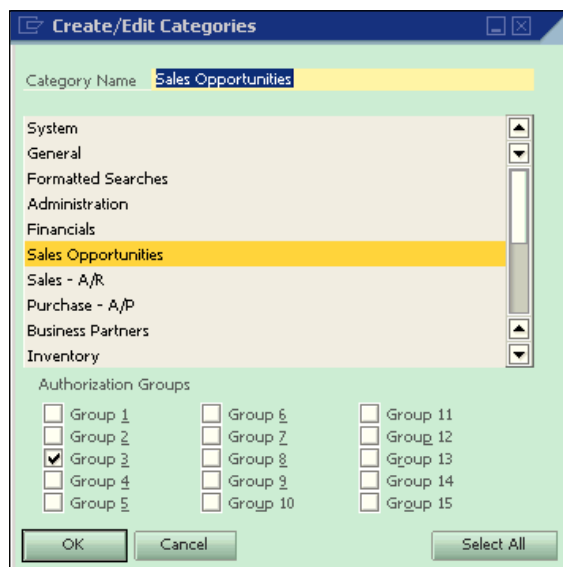 Create/Edit Categories
Category Name Sales Opportunities
System
General
Formatted Searches
Administration
Financials
Sales Opportunities
Sales - A/R
Purchase - A/P
Business Partners
Inventory
Authorization Groups
Group 1 Group 6 Group 11
Group 2 Group 7 Group 12
Group 3 Group 8 Group 13
Group 4 Group 9 Group 14
Group 5 Group 10 Group 15
OK Cancel Select All